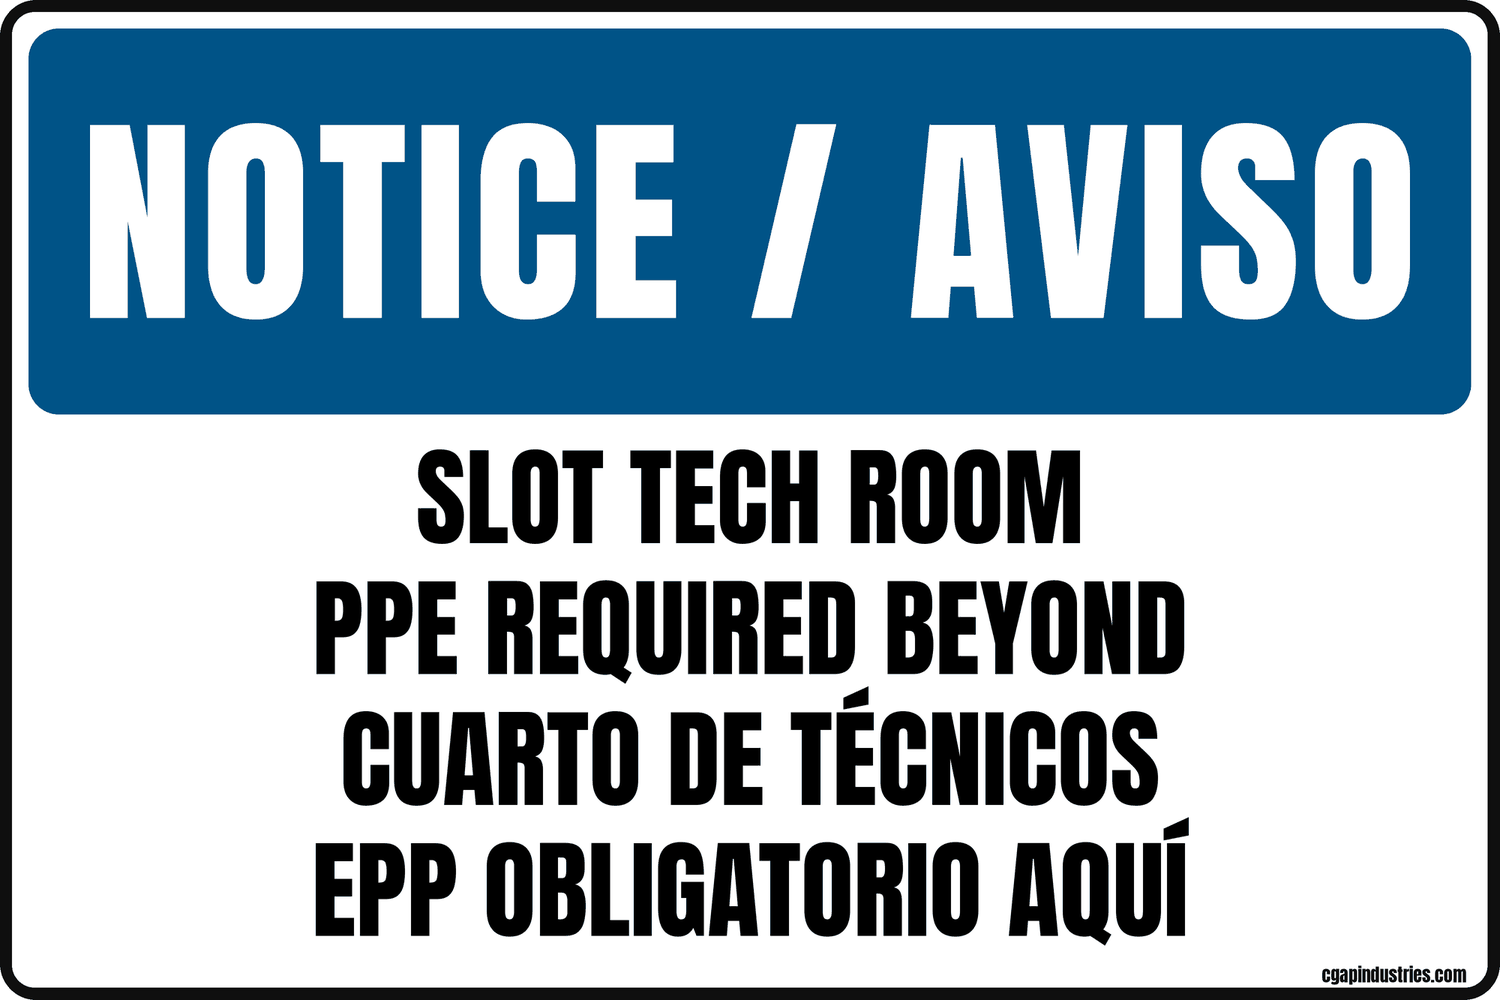 NOTICE / AVISO
SLOT TECH ROOM
PPE REQUIRED BEYOND
CUARTO DE TÉCNICOS
EPP OBLIGATORIO AQUÍ
cgapindustries.com